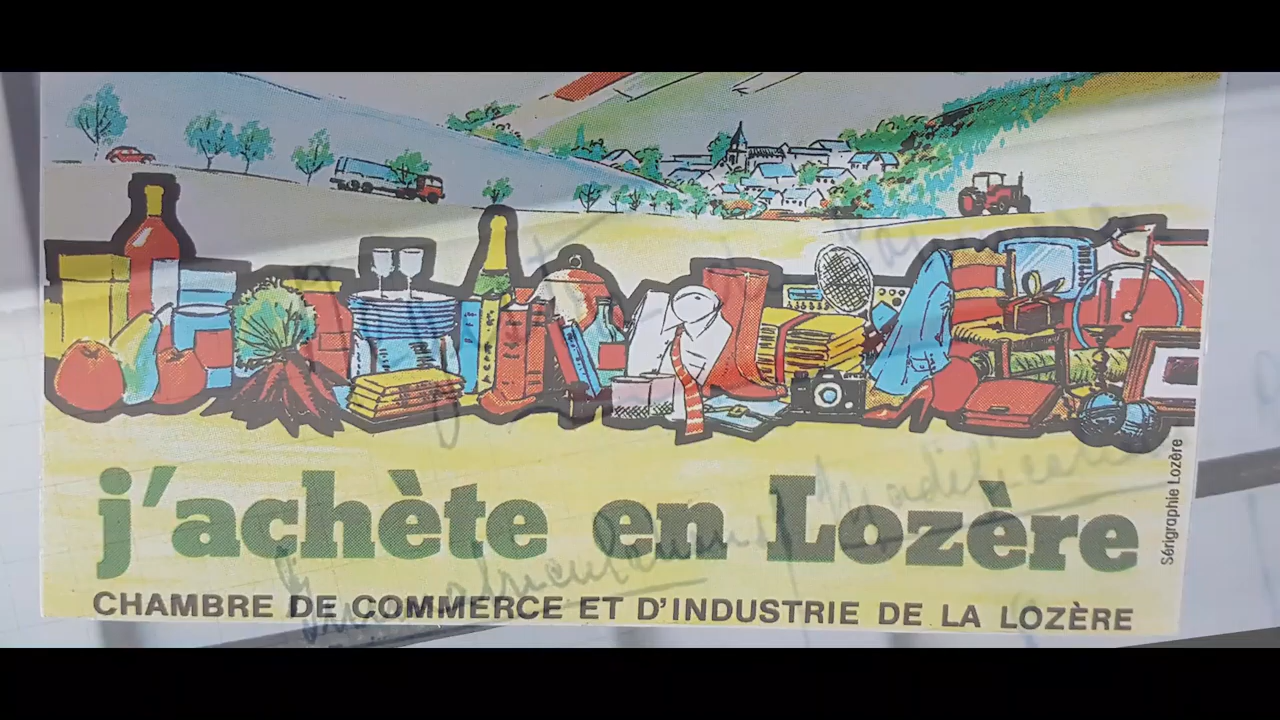 j'achète en Lozère
CHAMBRE DE COMMERCE ET D'INDUSTRIE DE LA LOZÈRE
Sérigraphie Lozère